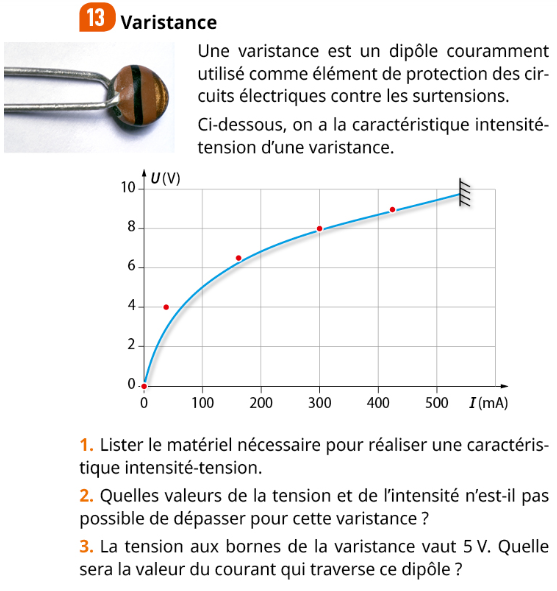 13 Varistance
Une varistance est un dipôle couramment
utilisé comme élément de protection des cir-
cuits électriques contre les surtensions.
Ci-dessous, on a la caractéristique intensité-
tension d’une varistance.
U(V)
10
8
6
4
2
0
0 100 200 300 400 500 I(mA)
1. Lister le matériel nécessaire pour réaliser une caractéris-
tique intensité-tension.
2. Quelles valeurs de la tension et de l’intensité n’est-il pas
possible de dépasser pour cette varistance ?
3. La tension aux bornes de la varistance vaut 5 V. Quelle
sera la valeur du courant qui traverse ce dipôle ?